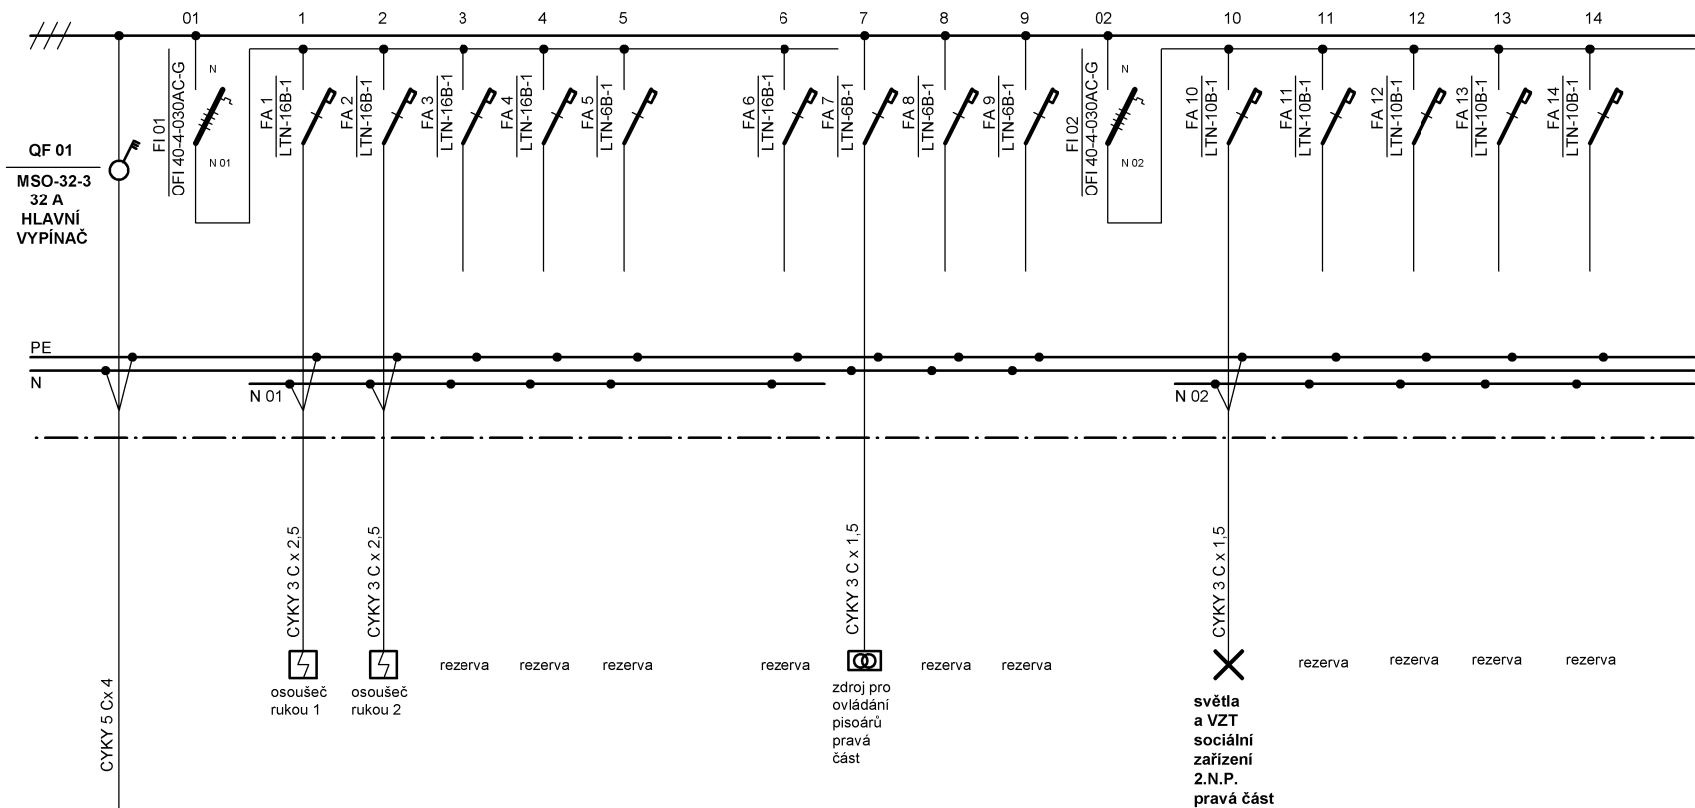 01 1 2 3 4 5 6 7 8 9 02 10 11 12 13 14
FI 01
OFI 40-4-030AC-G
N
N 01
FA 1
LTN-16B-1
FA 2
LTN-16B-1
FA 3
LTN-16B-1
FA 4
LTN-16B-1
FA 5
LTN-6B-1
FA 6
LTN-16B-1
FA 7
LTN-6B-1
FA 8
LTN-6B-1
FA 9
LTN-6B-1
FI 02
OFI 40-4-030AC-G
N
N 02
FA 10
LTN-10B-1
FA 11
LTN-10B-1
FA 12
LTN-10B-1
FA 13
LTN-10B-1
FA 14
LTN-10B-1
QF 01
MSO-32-3
32 A
HLAVNÍ
VYPÍNAČ
PE
N
N 01
N 02
CYKY 5 Cx 4
CYKY 3 C x 2,5
CYKY 3 C x 2,5
CYKY 3 C x 1,5
CYKY 3 C x 1,5
osoušeč
rukou 1
osoušeč
rukou 2
rezerva
rezerva
rezerva
rezerva
zdroj pro
ovládání
pisoárů
pravá
část
rezerva
rezerva
světla
a VZT
sociální
zařízení
2.N.P.
pravá část
rezerva
rezerva
rezerva
rezerva